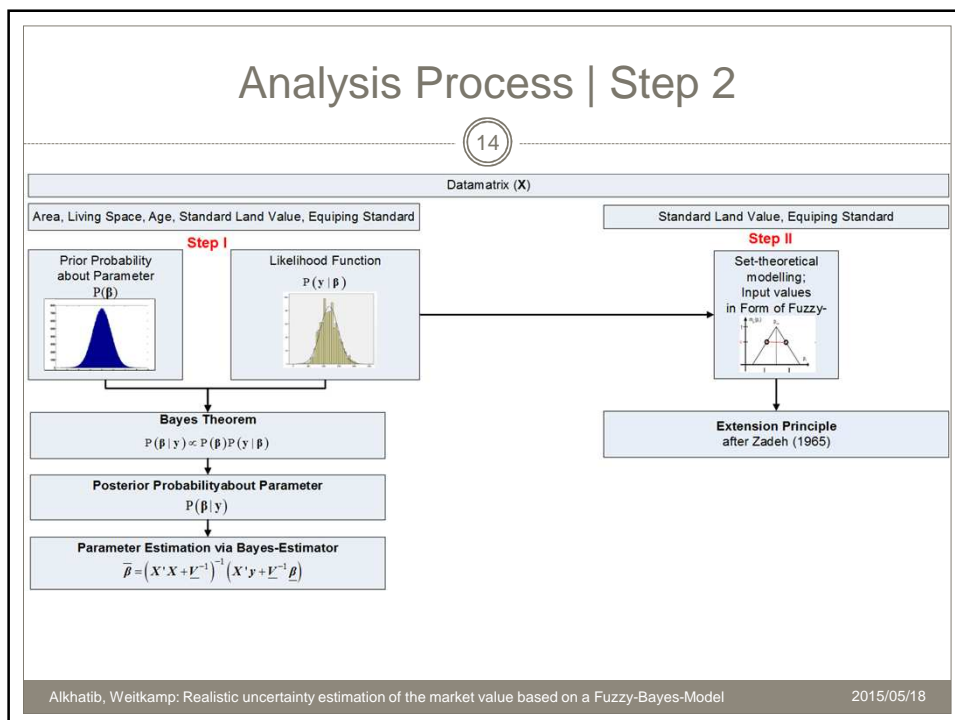 Analysis Process | Step 2
14
Datamatrix (X)
Area, Living Space, Age, Standard Land Value, Equiping Standard
Step I
Prior Probability
about Parameter
P(β)
Likelihood Function
P(y|β)
Bayes Theorem
P(β|y)∝P(β)P(y|β)
Posterior Probabilityabout Parameter
P(β|y)
Parameter Estimation via Bayes-Estimator
β̅=(X'X+V̲⁻¹)⁻¹(X'y+V̲⁻¹β̲)
Standard Land Value, Equiping Standard
Step II
Set-theoretical
modelling;
Input values
in Form of Fuzzy-
Extension Principle
after Zadeh (1965)
Alkhatib, Weitkamp: Realistic uncertainty estimation of the market value based on a Fuzzy-Bayes-Model
2015/05/18